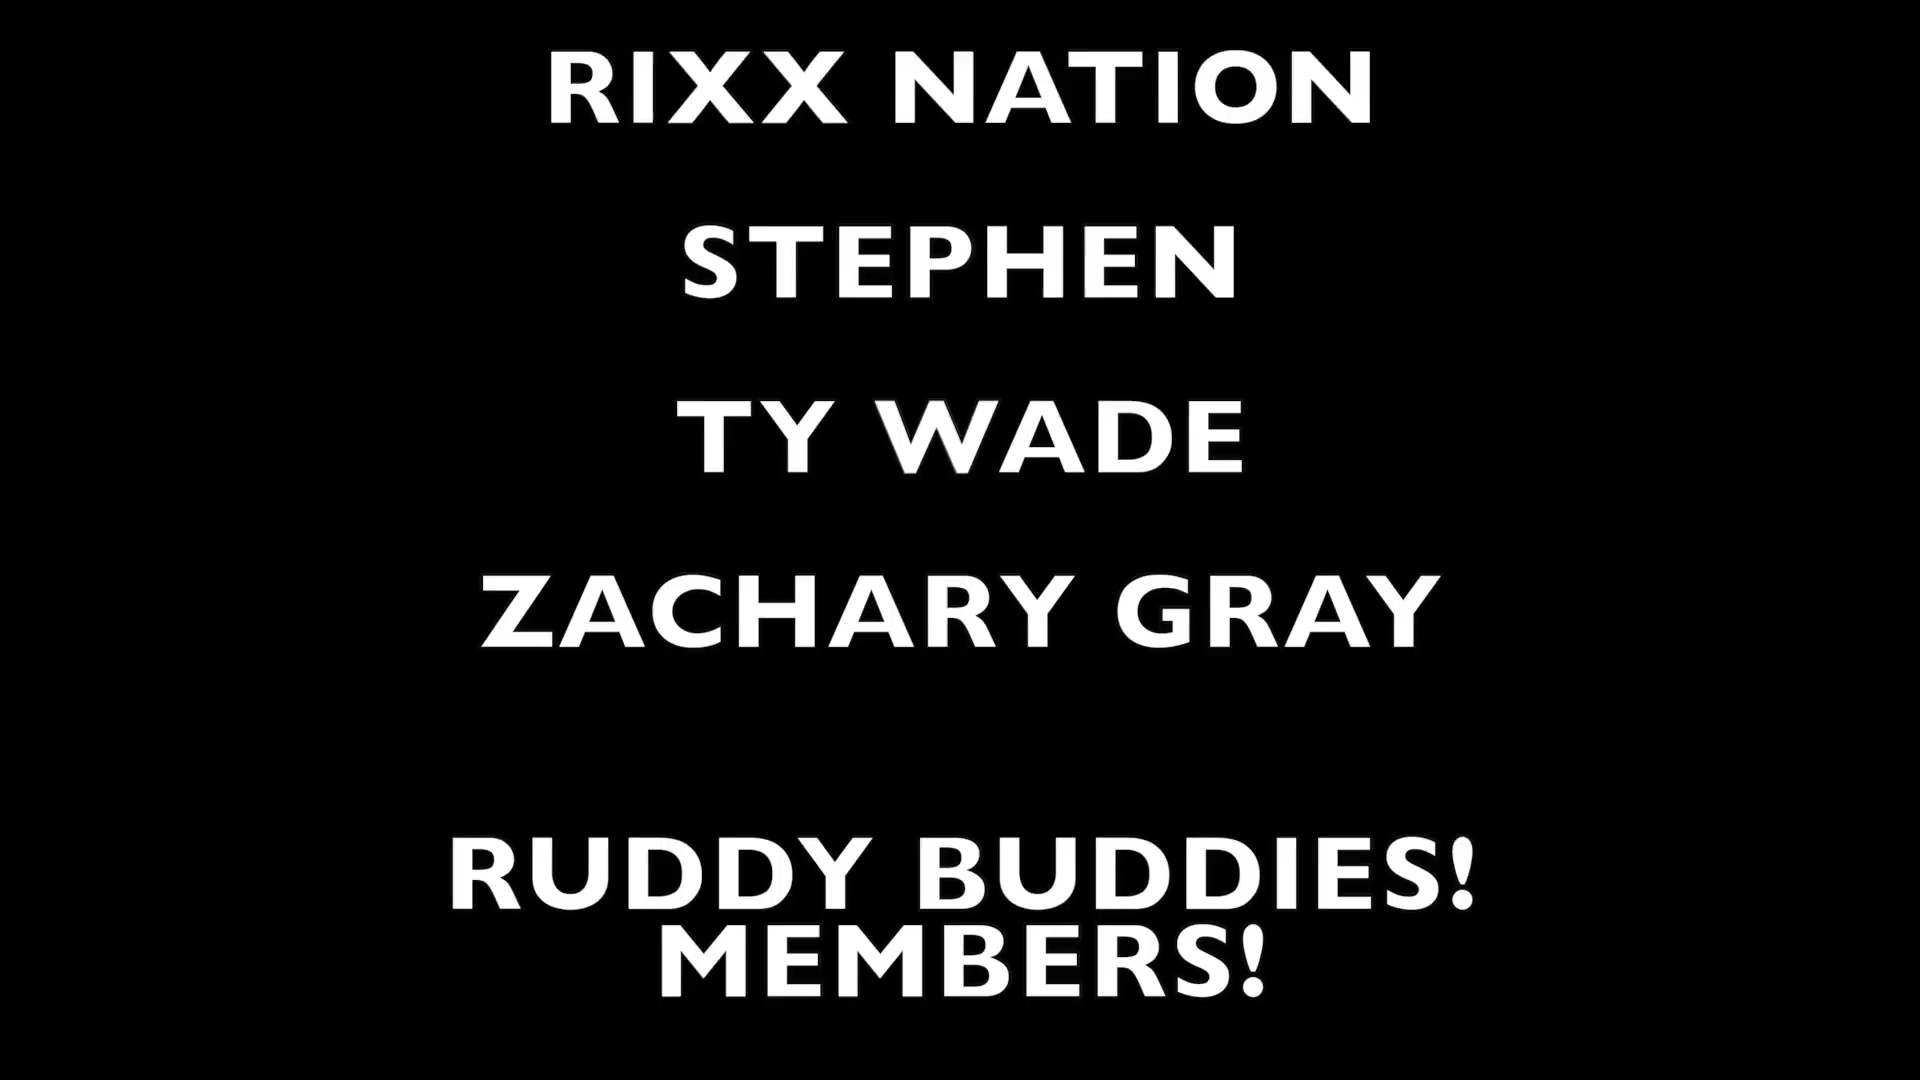 RIXX NATION
STEPHEN
TY WADE
ZACHARY GRAY
RUDDY BUDDIES!
MEMBERS!